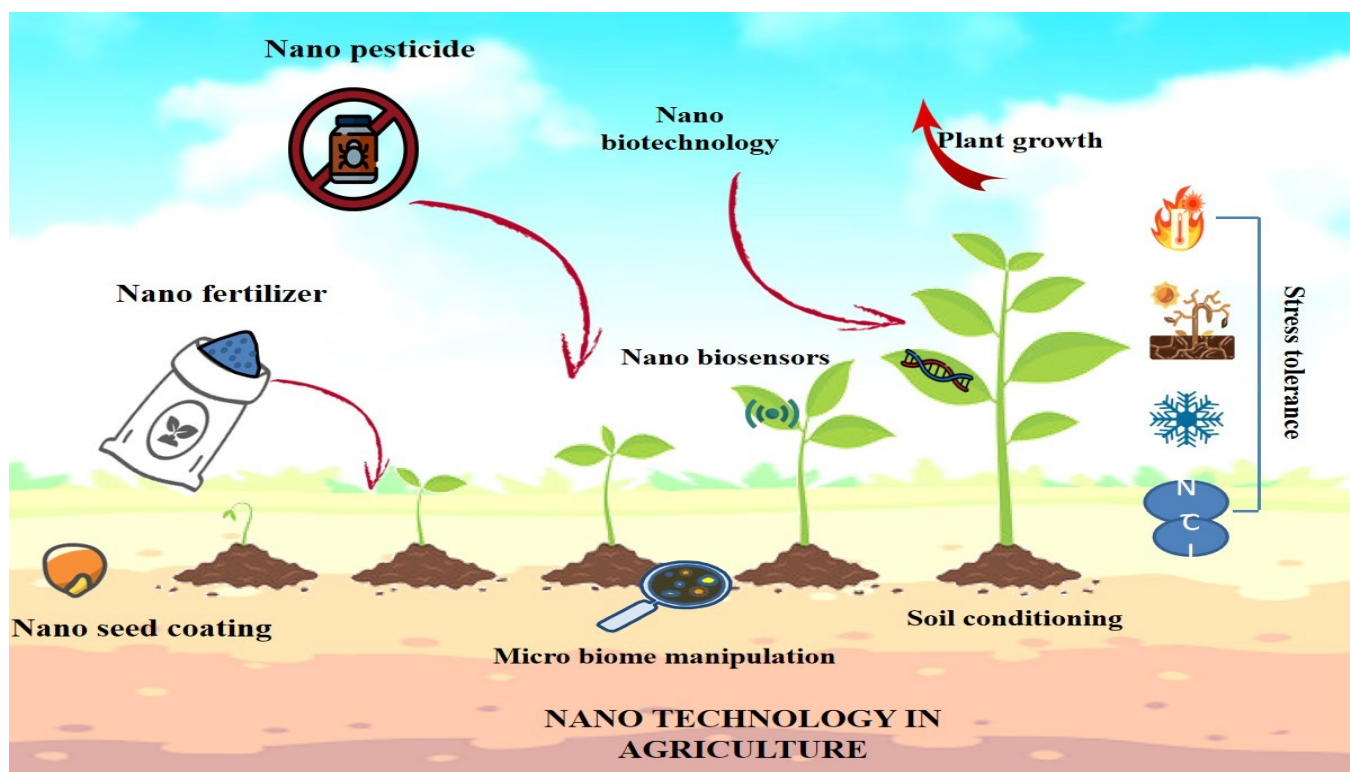 Nano pesticide
Nano
biotechnology
Plant growth
Nano fertilizer
Stress tolerance
Nano biosensors
Nano seed coating
Soil conditioning
Micro biome manipulation
NANO TECHNOLOGY IN
AGRICULTURE